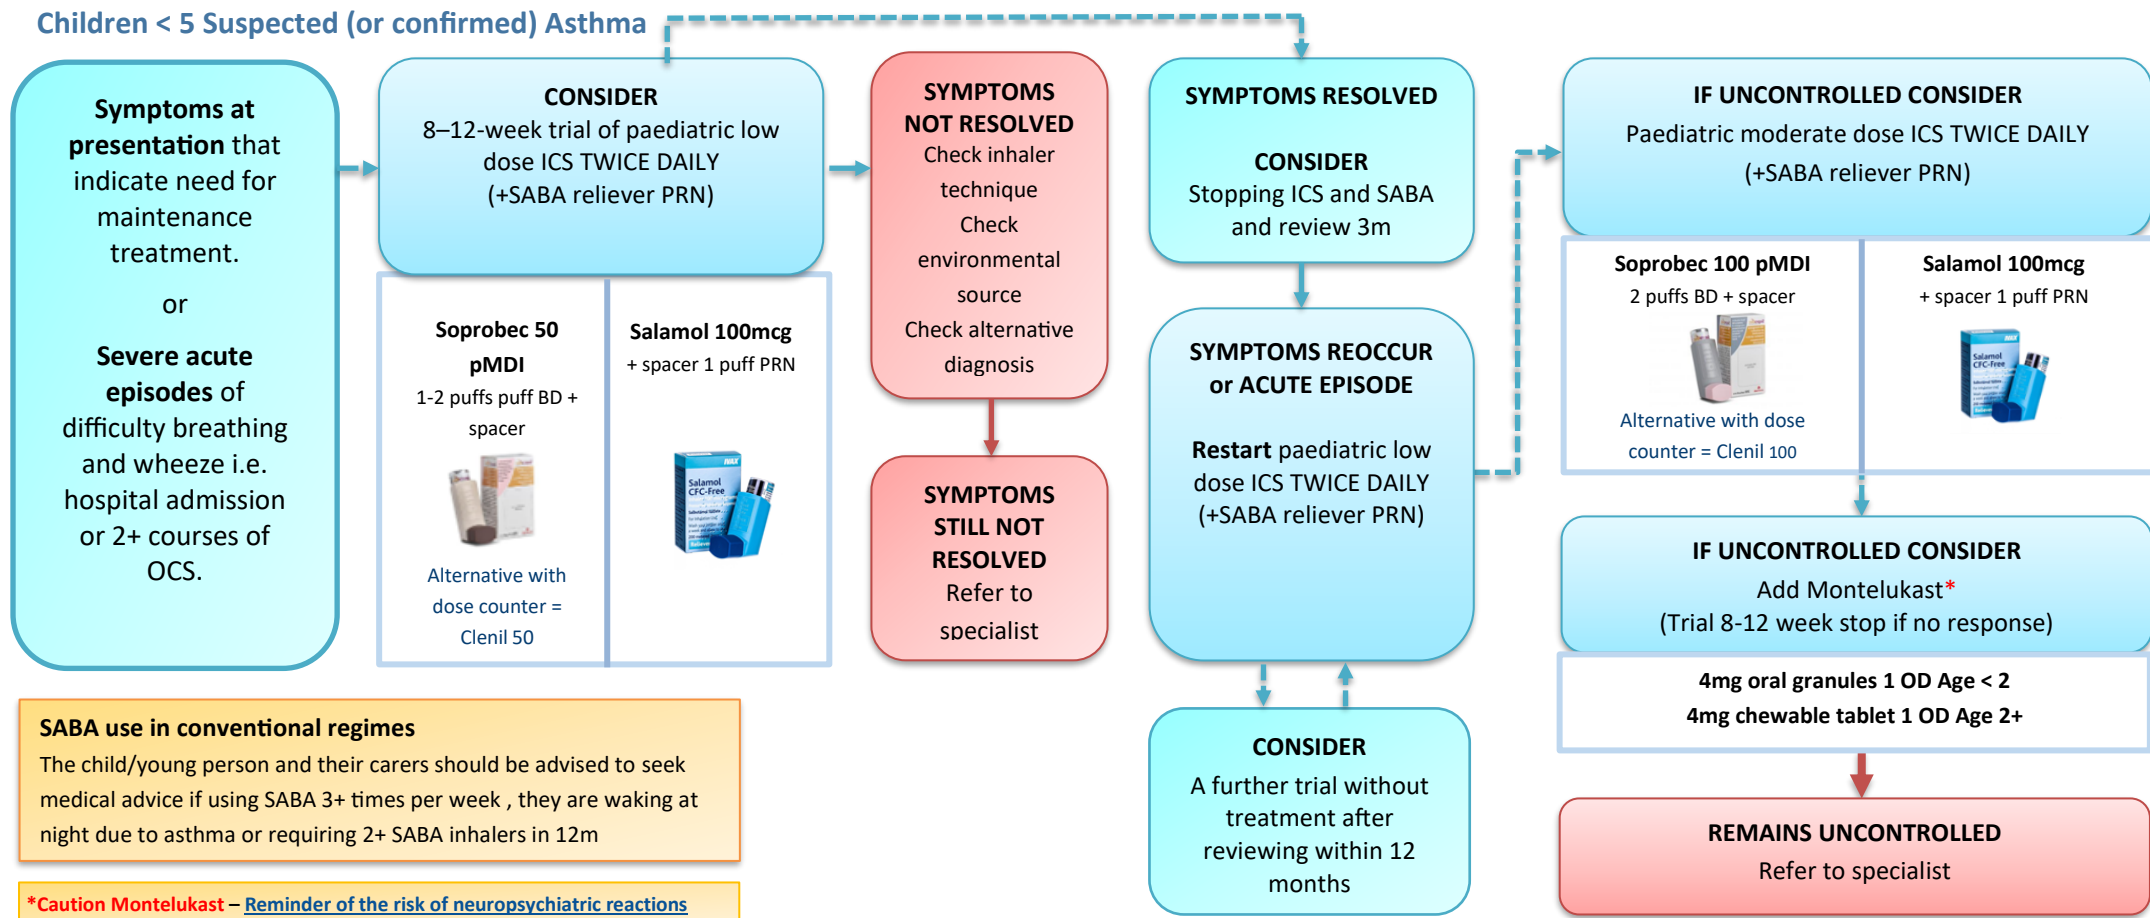 Children < 5 Suspected (or confirmed) Asthma
Symptoms at
presentation that
indicate need for
maintenance
treatment.
or
Severe acute
episodes of
difficulty breathing
and wheeze i.e.
hospital admission
or 2+ courses of
OCS.
CONSIDER
8–12-week trial of paediatric low
dose ICS TWICE DAILY
(+SABA reliever PRN)
Soprobec 50
pMDI
1-2 puffs puff BD +
spacer
Alternative with
dose counter =
Clenil 50
Salamol 100mcg
+ spacer 1 puff PRN
Salamol
CFC-Free
SYMPTOMS
NOT RESOLVED
Check inhaler
technique
Check
environmental
source
Check alternative
diagnosis
SYMPTOMS
STILL NOT
RESOLVED
Refer to
specialist
SYMPTOMS RESOLVED
CONSIDER
Stopping ICS and SABA
and review 3m
SYMPTOMS REOCCUR
or ACUTE EPISODE
Restart paediatric low
dose ICS TWICE DAILY
(+SABA reliever PRN)
CONSIDER
A further trial without
treatment after
reviewing within 12
months
IF UNCONTROLLED CONSIDER
Paediatric moderate dose ICS TWICE DAILY
(+SABA reliever PRN)
Soprobec 100 pMDI
2 puffs BD + spacer
Alternative with dose
counter = Clenil 100
Salamol 100mcg
+ spacer 1 puff PRN
Salamol
CFC-Free
IF UNCONTROLLED CONSIDER
Add Montelukast*
(Trial 8-12 week stop if no response)
4mg oral granules 1 OD Age < 2
4mg chewable tablet 1 OD Age 2+
REMAINS UNCONTROLLED
Refer to specialist
SABA use in conventional regimes
The child/young person and their carers should be advised to seek
medical advice if using SABA 3+ times per week , they are waking at
night due to asthma or requiring 2+ SABA inhalers in 12m
*Caution Montelukast – Reminder of the risk of neuropsychiatric reactions